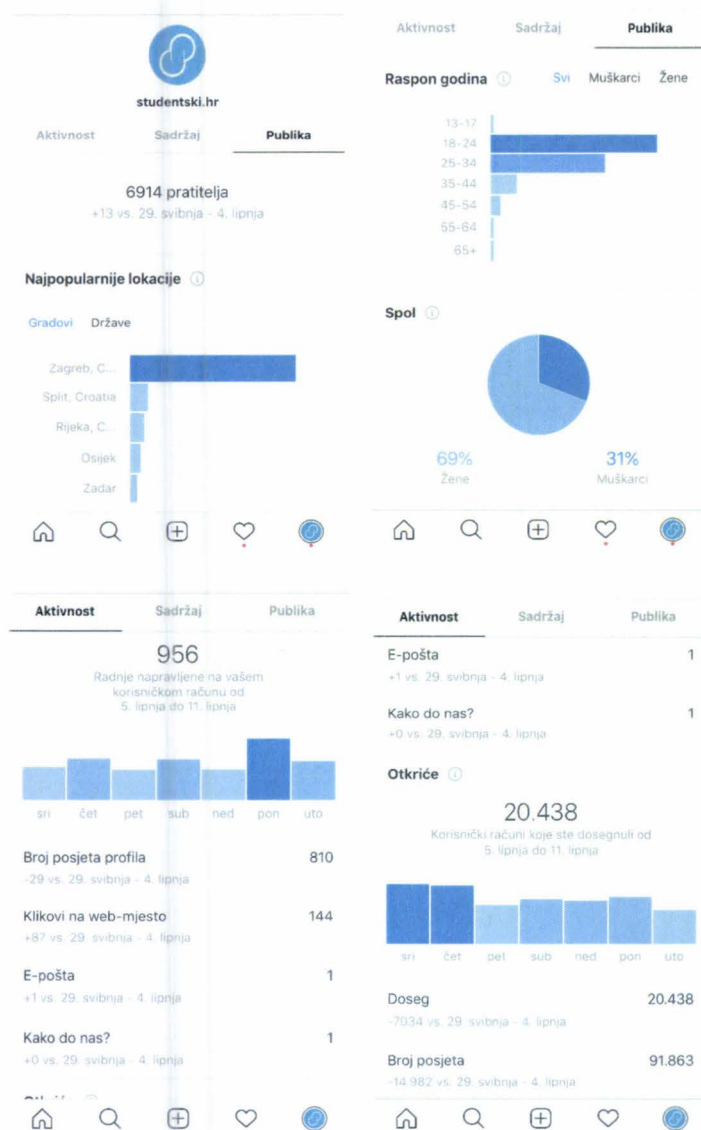 studentski.hr
Aktivnost
Sadržaj
Publika
6914 pratitelja
+13 vs. 29. svibnja - 4. lipnja
Najpopularnije lokacije
Gradovi
Države
Zagreb, C...
Split, Croatia
Rijeka, C...
Osijek
Zadar
Aktivnost
Sadržaj
Publika
Raspon godina
Svi
Muškarci
Žene
13-17
18-24
25-34
35-44
45-54
55-64
65+
Spol
69%
Žene
31%
Muškarci
Aktivnost
Sadržaj
Publika
956
Radnje napravljene na vašem
korisničkom računu od
5. lipnja do 11. lipnja
sri
čet
pet
sub
ned
pon
uto
Broj posjeta profila
810
-29 vs. 29. svibnja - 4. lipnja
Klikovi na web-mjesto
144
+87 vs. 29. svibnja - 4. lipnja
E-pošta
1
+1 vs. 29. svibnja - 4. lipnja
Kako do nas?
1
+0 vs. 29. svibnja - 4. lipnja
Aktivnost
Sadržaj
Publika
E-pošta
1
+1 vs. 29. svibnja - 4. lipnja
Kako do nas?
1
+0 vs. 29. svibnja - 4. lipnja
Otkriće
20.438
Korisnički računi koje ste dosegnuli od
5. lipnja do 11. lipnja
sri
čet
pet
sub
ned
pon
uto
Doseg
20.438
-7034 vs. 29. svibnja - 4. lipnja
Broj posjeta
91.863
-14.982 vs. 29. svibnja - 4. lipnja